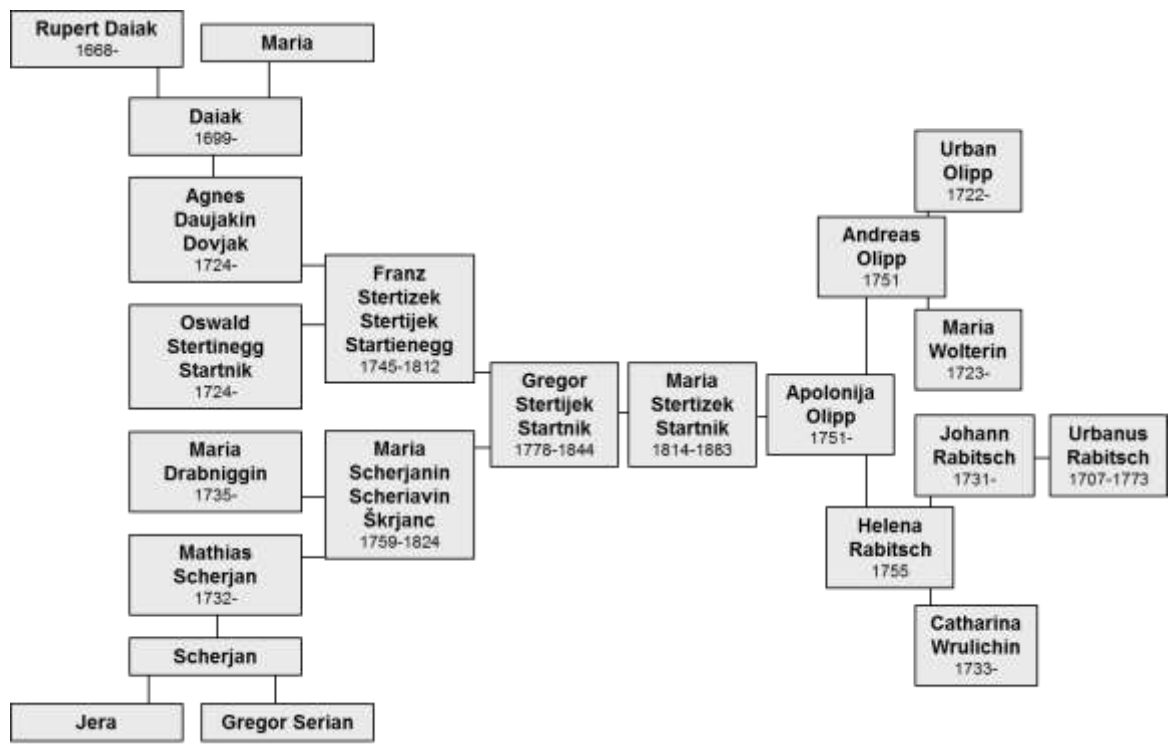 Rupert Daiak
1668-
Maria
Daiak
1699-
Agnes
Daujakin
Dovjak
1724-
Oswald
Stertinegg
Startnik
1724-
Maria
Drabniggin
1735-
Mathias
Scherjan
1732-
Scherjan
Jera
Gregor Serian
Franz
Stertizek
Stertijek
Startienegg
1745-1812
Maria
Scherjanin
Scheriavin
Škrjanc
1759-1824
Gregor
Stertijek
Startnik
1778-1844
Maria
Stertizek
Startnik
1814-1883
Apolonija
Olipp
1751-
Andreas
Olipp
1751
Urban
Olipp
1722-
Maria
Wolterin
1723-
Johann
Rabitsch
1731-
Urbanus
Rabitsch
1707-1773
Helena
Rabitsch
1755
Catharina
Wrulichin
1733-